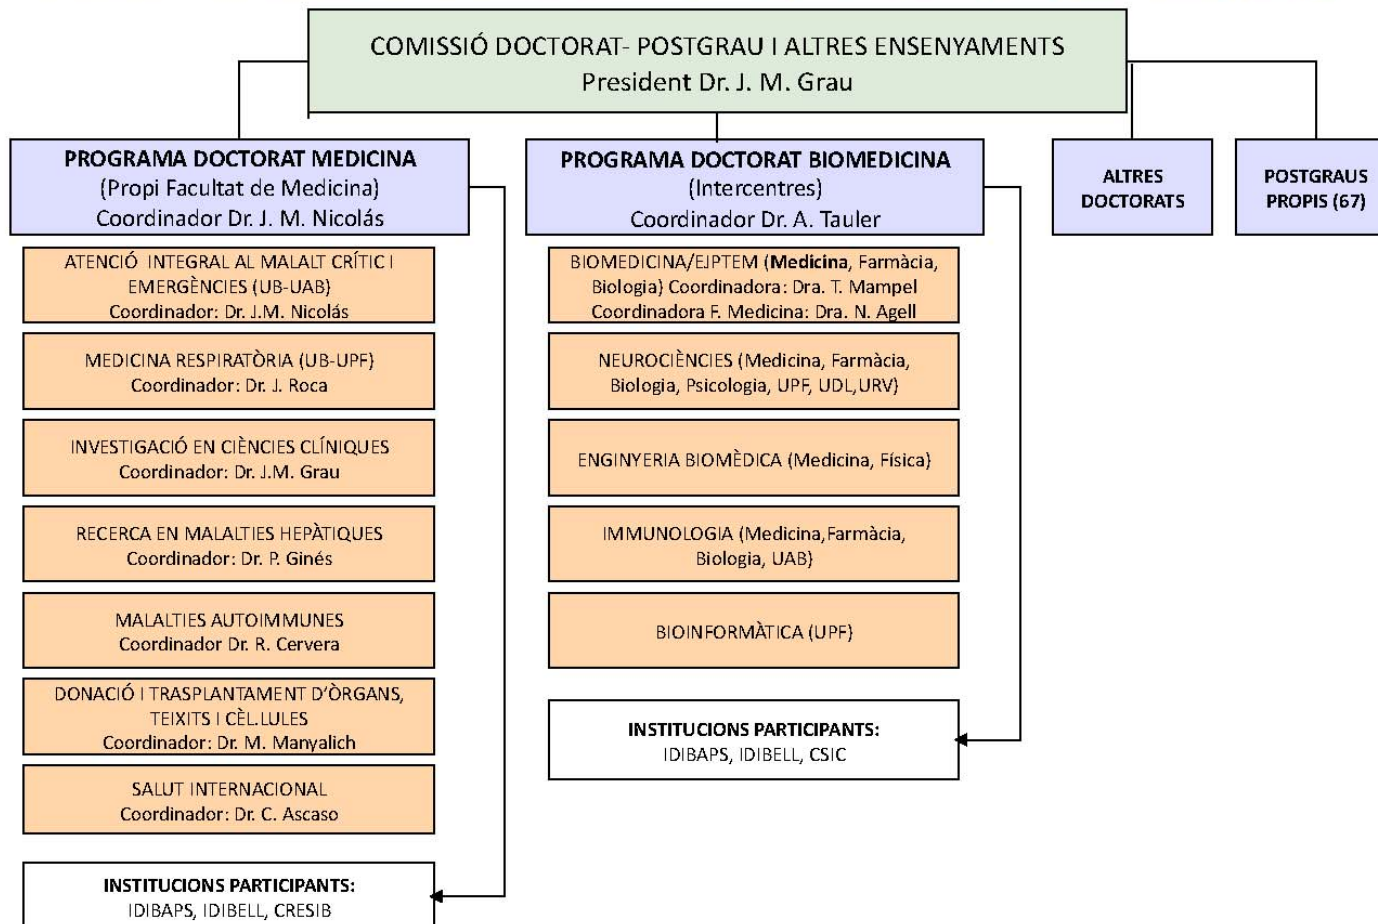 COMISSIÓ DOCTORAT- POSTGRAU I ALTRES ENSENYAMENTS
President Dr. J. M. Grau
PROGRAMA DOCTORAT MEDICINA
(Propi Facultat de Medicina)
Coordinador Dr. J. M. Nicolás
ATENCIÓ INTEGRAL AL MALALT CRÍTIC I
EMERGÈNCIES (UB-UAB)
Coordinador: Dr. J.M. Nicolás
MEDICINA RESPIRATÒRIA (UB-UPF)
Coordinador: Dr. J. Roca
INVESTIGACIÓ EN CIÈNCIES CLÍNIQUES
Coordinador: Dr. J.M. Grau
RECERCA EN MALALTIES HEPÀTIQUES
Coordinador: Dr. P. Ginés
MALALTIES AUTOIMMUNES
Coordinador Dr. R. Cervera
DONACIÓ I TRASPLANTAMENT D'ÒRGANS,
TEIXITS I CÈL.LULES
Coordinador: Dr. M. Manyalich
SALUT INTERNACIONAL
Coordinador: Dr. C. Ascaso
INSTITUCIONS PARTICIPANTS:
IDIBAPS, IDIBELL, CRESIB
PROGRAMA DOCTORAT BIOMEDICINA
(Intercentres)
Coordinador Dr. A. Tauler
BIOMEDICINA/EJPTEM (Medicina, Farmàcia,
Biologia) Coordinadora: Dra. T. Mampel
Coordinadora F. Medicina: Dra. N. Agell
NEUROCIÈNCIES (Medicina, Farmàcia,
Biologia, Psicologia, UPF, UDL,URV)
ENGINYERIA BIOMÈDICA (Medicina, Física)
IMMUNOLOGIA (Medicina,Farmàcia,
Biologia, UAB)
BIOINFORMÀTICA (UPF)
INSTITUCIONS PARTICIPANTS:
IDIBAPS, IDIBELL, CSIC
ALTRES
DOCTORATS
POSTGRAUS
PROPIS (67)